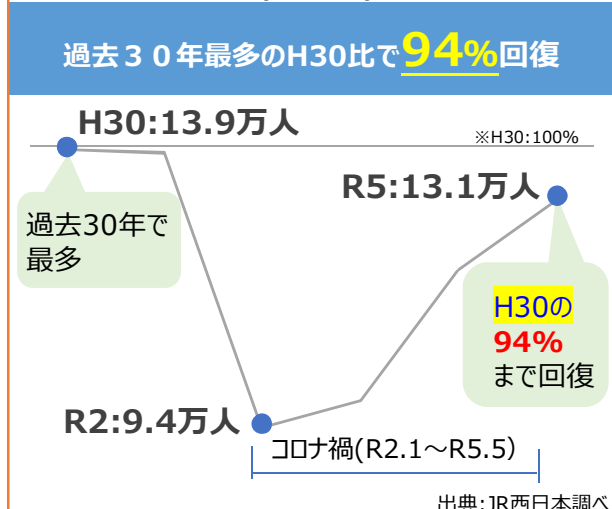 過去３０年最多のH30比で94%回復
H30:13.9万人
※H30:100%
R5:13.1万人
過去30年で
最多
H30の
94%
まで回復
R2:9.4万人
コロナ禍(R2.1～R5.5)
出典:JR西日本調べ